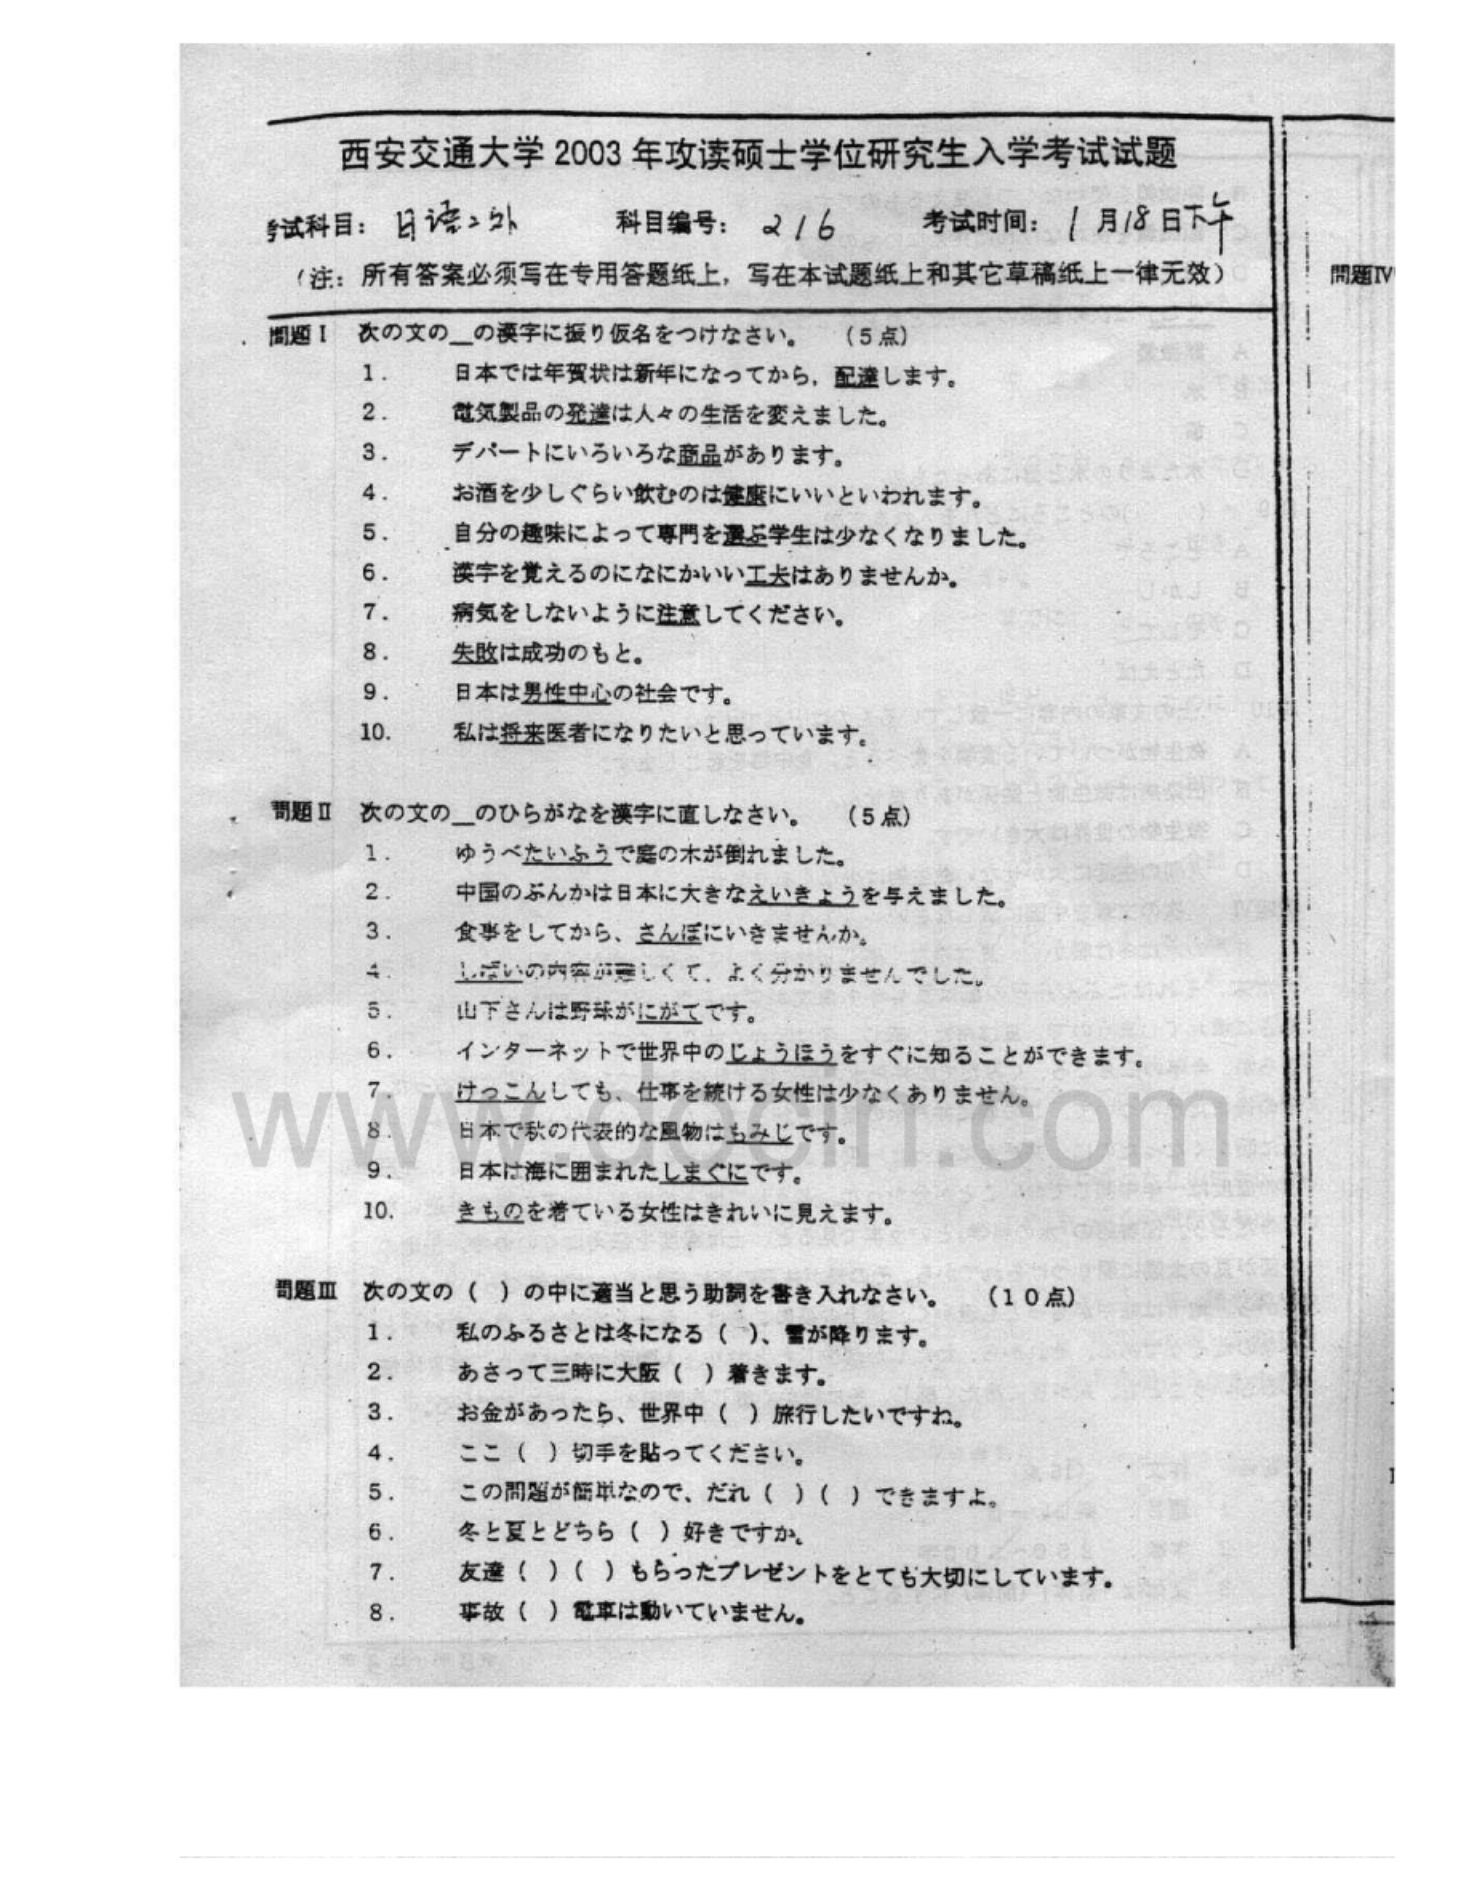 西安交通大学 2003 年攻读硕士学位研究生入学考试试题
考试科目： 日语二外 科目编号： 216 考试时间： 1 月 18 日下午
（注：所有答案必须写在专用答题纸上，写在本试题纸上和其它草稿纸上一律无效）
問題Ⅳ
問題Ⅰ 次の文の__の漢字に振り仮名をつけなさい。 （5点）
1. 日本では年賀状は新年になってから，配達します。
2. 電気製品の発達は人々の生活を変えました。
3. デパートにいろいろな商品があります。
4. お酒を少しぐらい飲むのは健康にいいといわれます。
5. 自分の趣味によって専門を選ぶ学生は少なくなりました。
6. 漢字を覚えるのになにかいい工夫はありませんか。
7. 病気をしないように注意してください。
8. 失敗は成功のもと。
9. 日本は男性中心の社会です。
10. 私は将来医者になりたいと思っています。
問題Ⅱ 次の文の__のひらがなを漢字に直しなさい。 （5点）
1. ゆうべたいふうで庭の木が倒れました。
2. 中国のぶんかは日本に大きなえいきょうを与えました。
3. 食事をしてから、さんぽにいきませんか。
4. しばいの内容が難しくて、よく分かりませんでした。
5. 山下さんは野球がにがてです。
6. インターネットで世界中のじょうほうをすぐに知ることができます。
7. けっこんしても、仕事を続ける女性は少なくありません。
8. 日本で秋の代表的な風物はもみじです。
9. 日本は海に囲まれたしまぐにです。
10. きものを着ている女性はきれいに見えます。
www.docin.com
問題Ⅲ 次の文の（ ）の中に適当と思う助詞を書き入れなさい。 （10点）
1. 私のふるさとは冬になる（ ）、雪が降ります。
2. あさって三時に大阪（ ）着きます。
3. お金があったら、世界中（ ）旅行したいですね。
4. ここ（ ）切手を貼ってください。
5. この問題が簡単なので、だれ（ ）（ ）できますよ。
6. 冬と夏とどちら（ ）好きですか。
7. 友達（ ）（ ）もらったプレゼントをとても大切にしています。
8. 事故（ ）電車は動いていません。